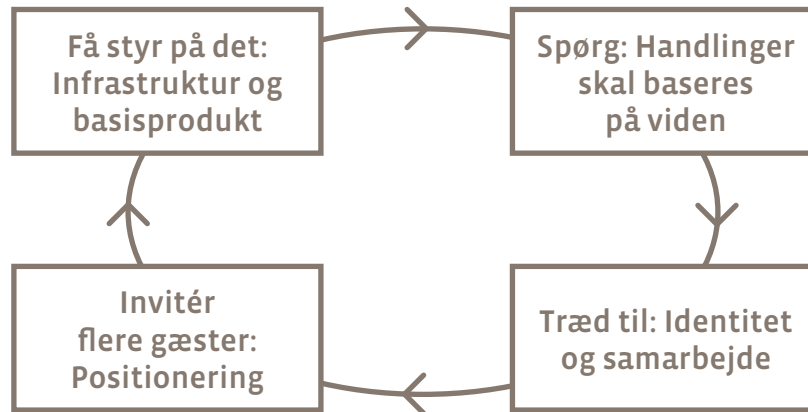 Få styr på det:
Infrastruktur og
basisprodukt
Spørg: Handlinger
skal baseres
på viden
Invitér
flere gæster:
Positionering
Træd til: Identitet
og samarbejde